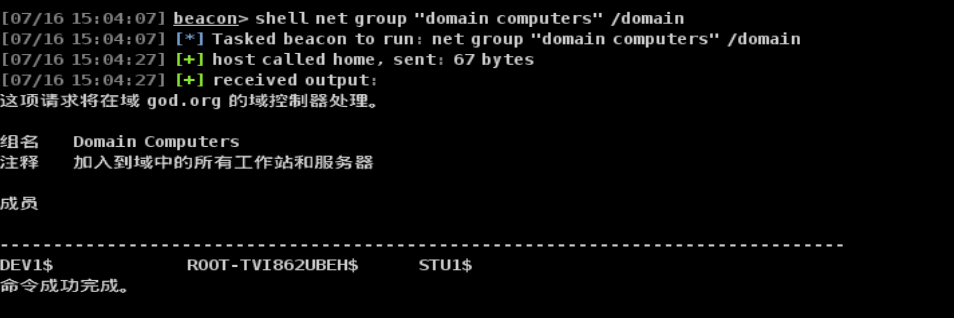 [07/16 15:04:07] beacon> shell net group "domain computers" /domain
[07/16 15:04:07] [*] Tasked beacon to run: net group "domain computers" /domain
[07/16 15:04:27] [+] host called home, sent: 67 bytes
[07/16 15:04:27] [+] received output:
这项请求将在域 god.org 的域控制器处理。
组名 Domain Computers
注释 加入到域中的所有工作站和服务器
成员
-------------------------------------------------------------------------------
DEV1$ ROOT-TVI862UBEH$ STU1$
命令成功完成。